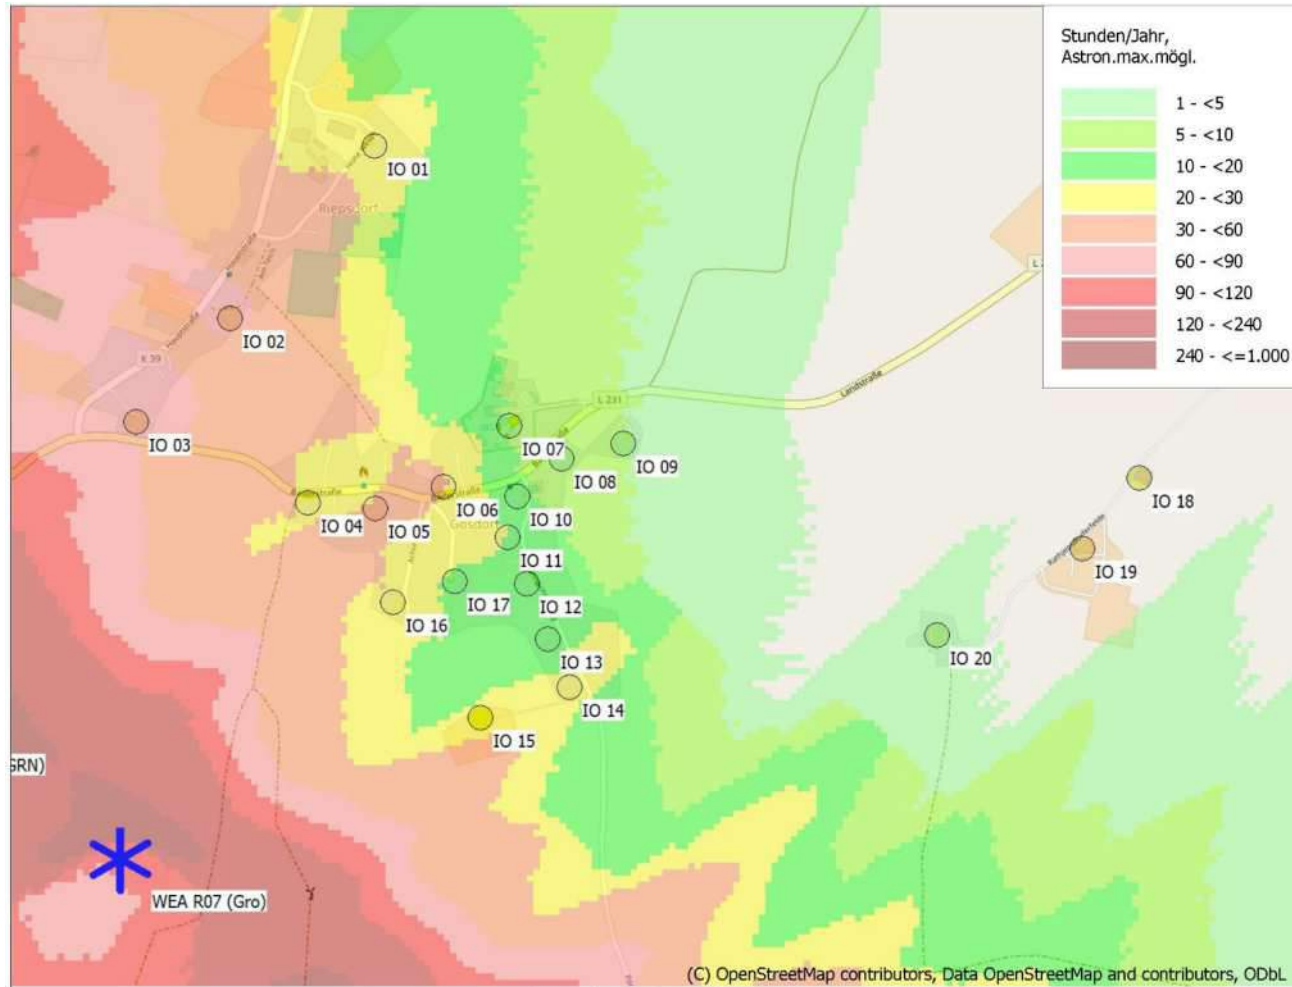 Stunden/Jahr,
Astron.max.mögl.
1 - <5
5 - <10
10 - <20
20 - <30
30 - <60
60 - <90
90 - <120
120 - <240
240 - <=1.000
IO 01
Riepsdorf
Hauptstraße
IO 02
Hauptstraße
K 39
IO 03
L 2
Landstraße
L 231
IO 07
IO 09
IO 08
IO 18
IO 04
IO 05
IO 06
Gosdorf
IO 10
IO 11
IO 19
IO 17
IO 12
IO 16
IO 13
IO 20
IO 14
IO 15
GRN)
WEA R07 (Gro)
(C) OpenStreetMap contributors, Data OpenStreetMap and contributors, ODbL